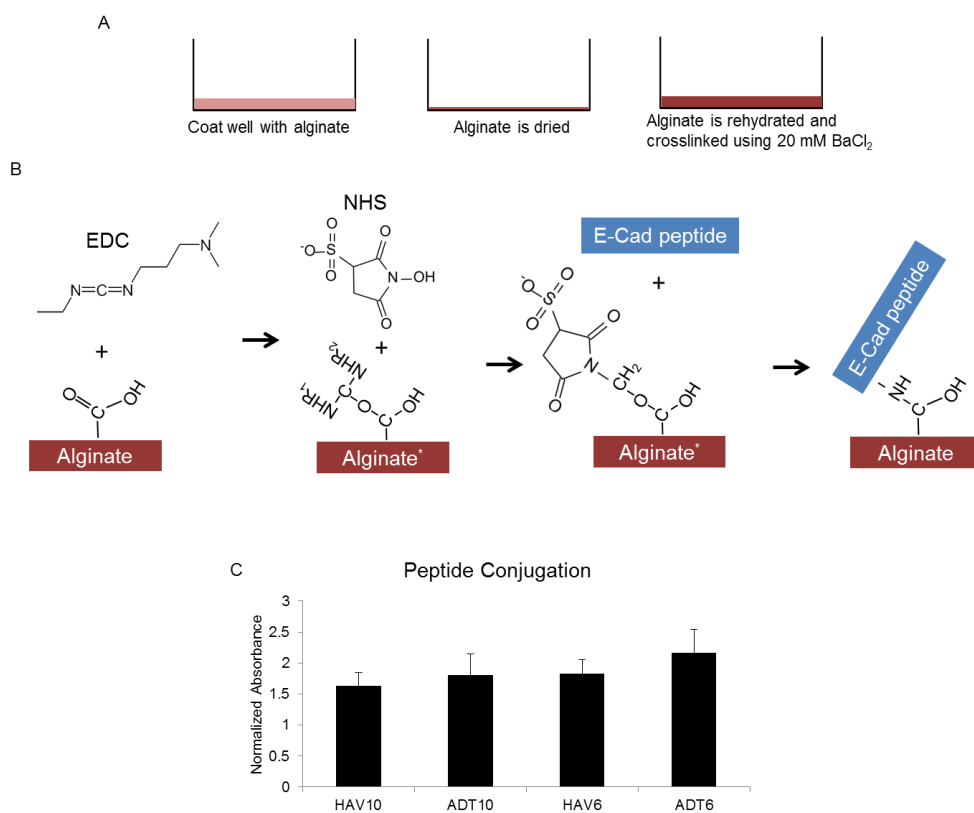 A
Coat well with alginate
Alginate is dried
Alginate is rehydrated and
crosslinked using 20 mM BaCl₂
B
EDC
N
N=C=N
+
O
OH
C
Alginate
NHS
O
⁻O S
O
O
N—OH
O
+
NHR₂
NHR₁ C
O
C
OH
Alginate*
E-Cad peptide
+
O
⁻O S
O
O
N
CH₂
O
O
C
OH
Alginate*
E-Cad peptide
NH
C
OH
Alginate
C
Peptide Conjugation
Normalized Absorbance
3
2.5
2
1.5
1
0.5
0
HAV10 ADT10 HAV6 ADT6